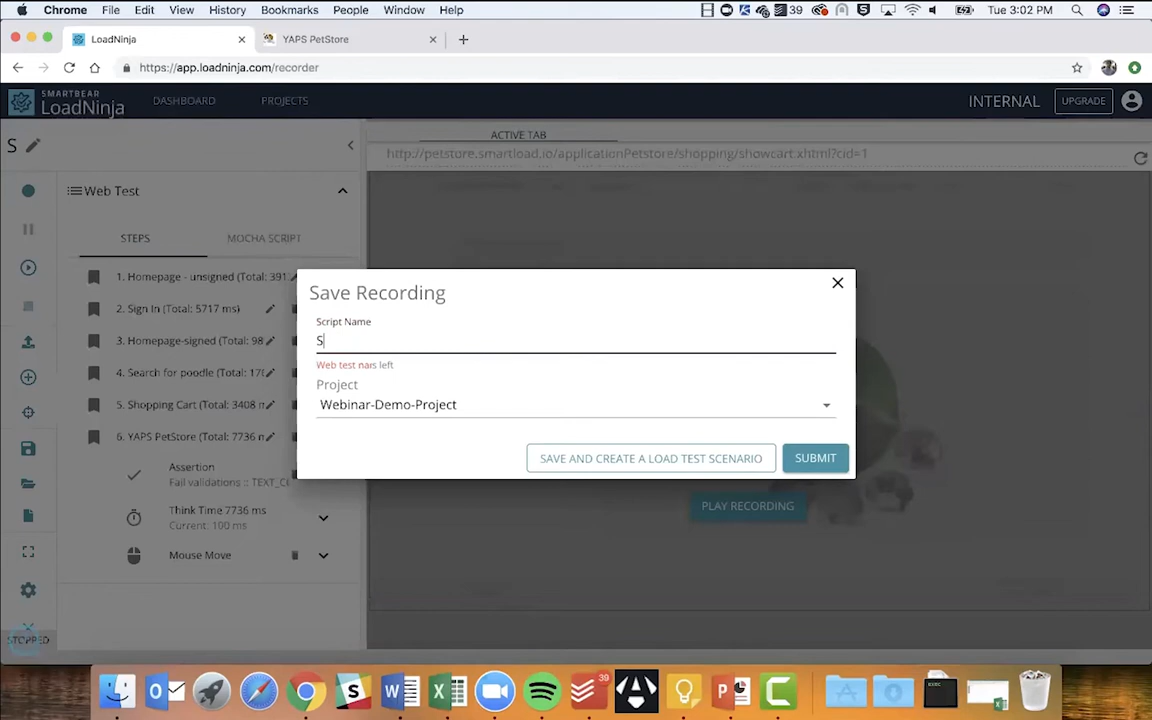 Chrome File Edit View History Bookmarks People Window Help 39 Tue 3:02 PM
LoadNinja YAPS PetStore
https://app.loadninja.com/recorder
SMARTBEAR
LoadNinja DASHBOARD PROJECTS INTERNAL UPGRADE
S ACTIVE TAB
http://petstore.smartload.io/applicationPetstore/shopping/showcart.xhtml?cid=1
Web Test
STEPS MOCHA SCRIPT
1. Homepage - unsigned (Total: 391
2. Sign In (Total: 5717 ms)
3. Homepage-signed (Total: 98
4. Search for poodle (Total: 178
5. Shopping Cart (Total: 3408 m
6. YAPS PetStore (Total: 7736 n
Assertion
Fail validations :: TEXT_
Think Time 7736 ms
Current: 100 ms
Mouse Move
STOPPED
Save Recording
Script Name
S
Web test left
Project
Webinar-Demo-Project
SAVE AND CREATE A LOAD TEST SCENARIO SUBMIT
PLAY RECORDING
39
EXEC